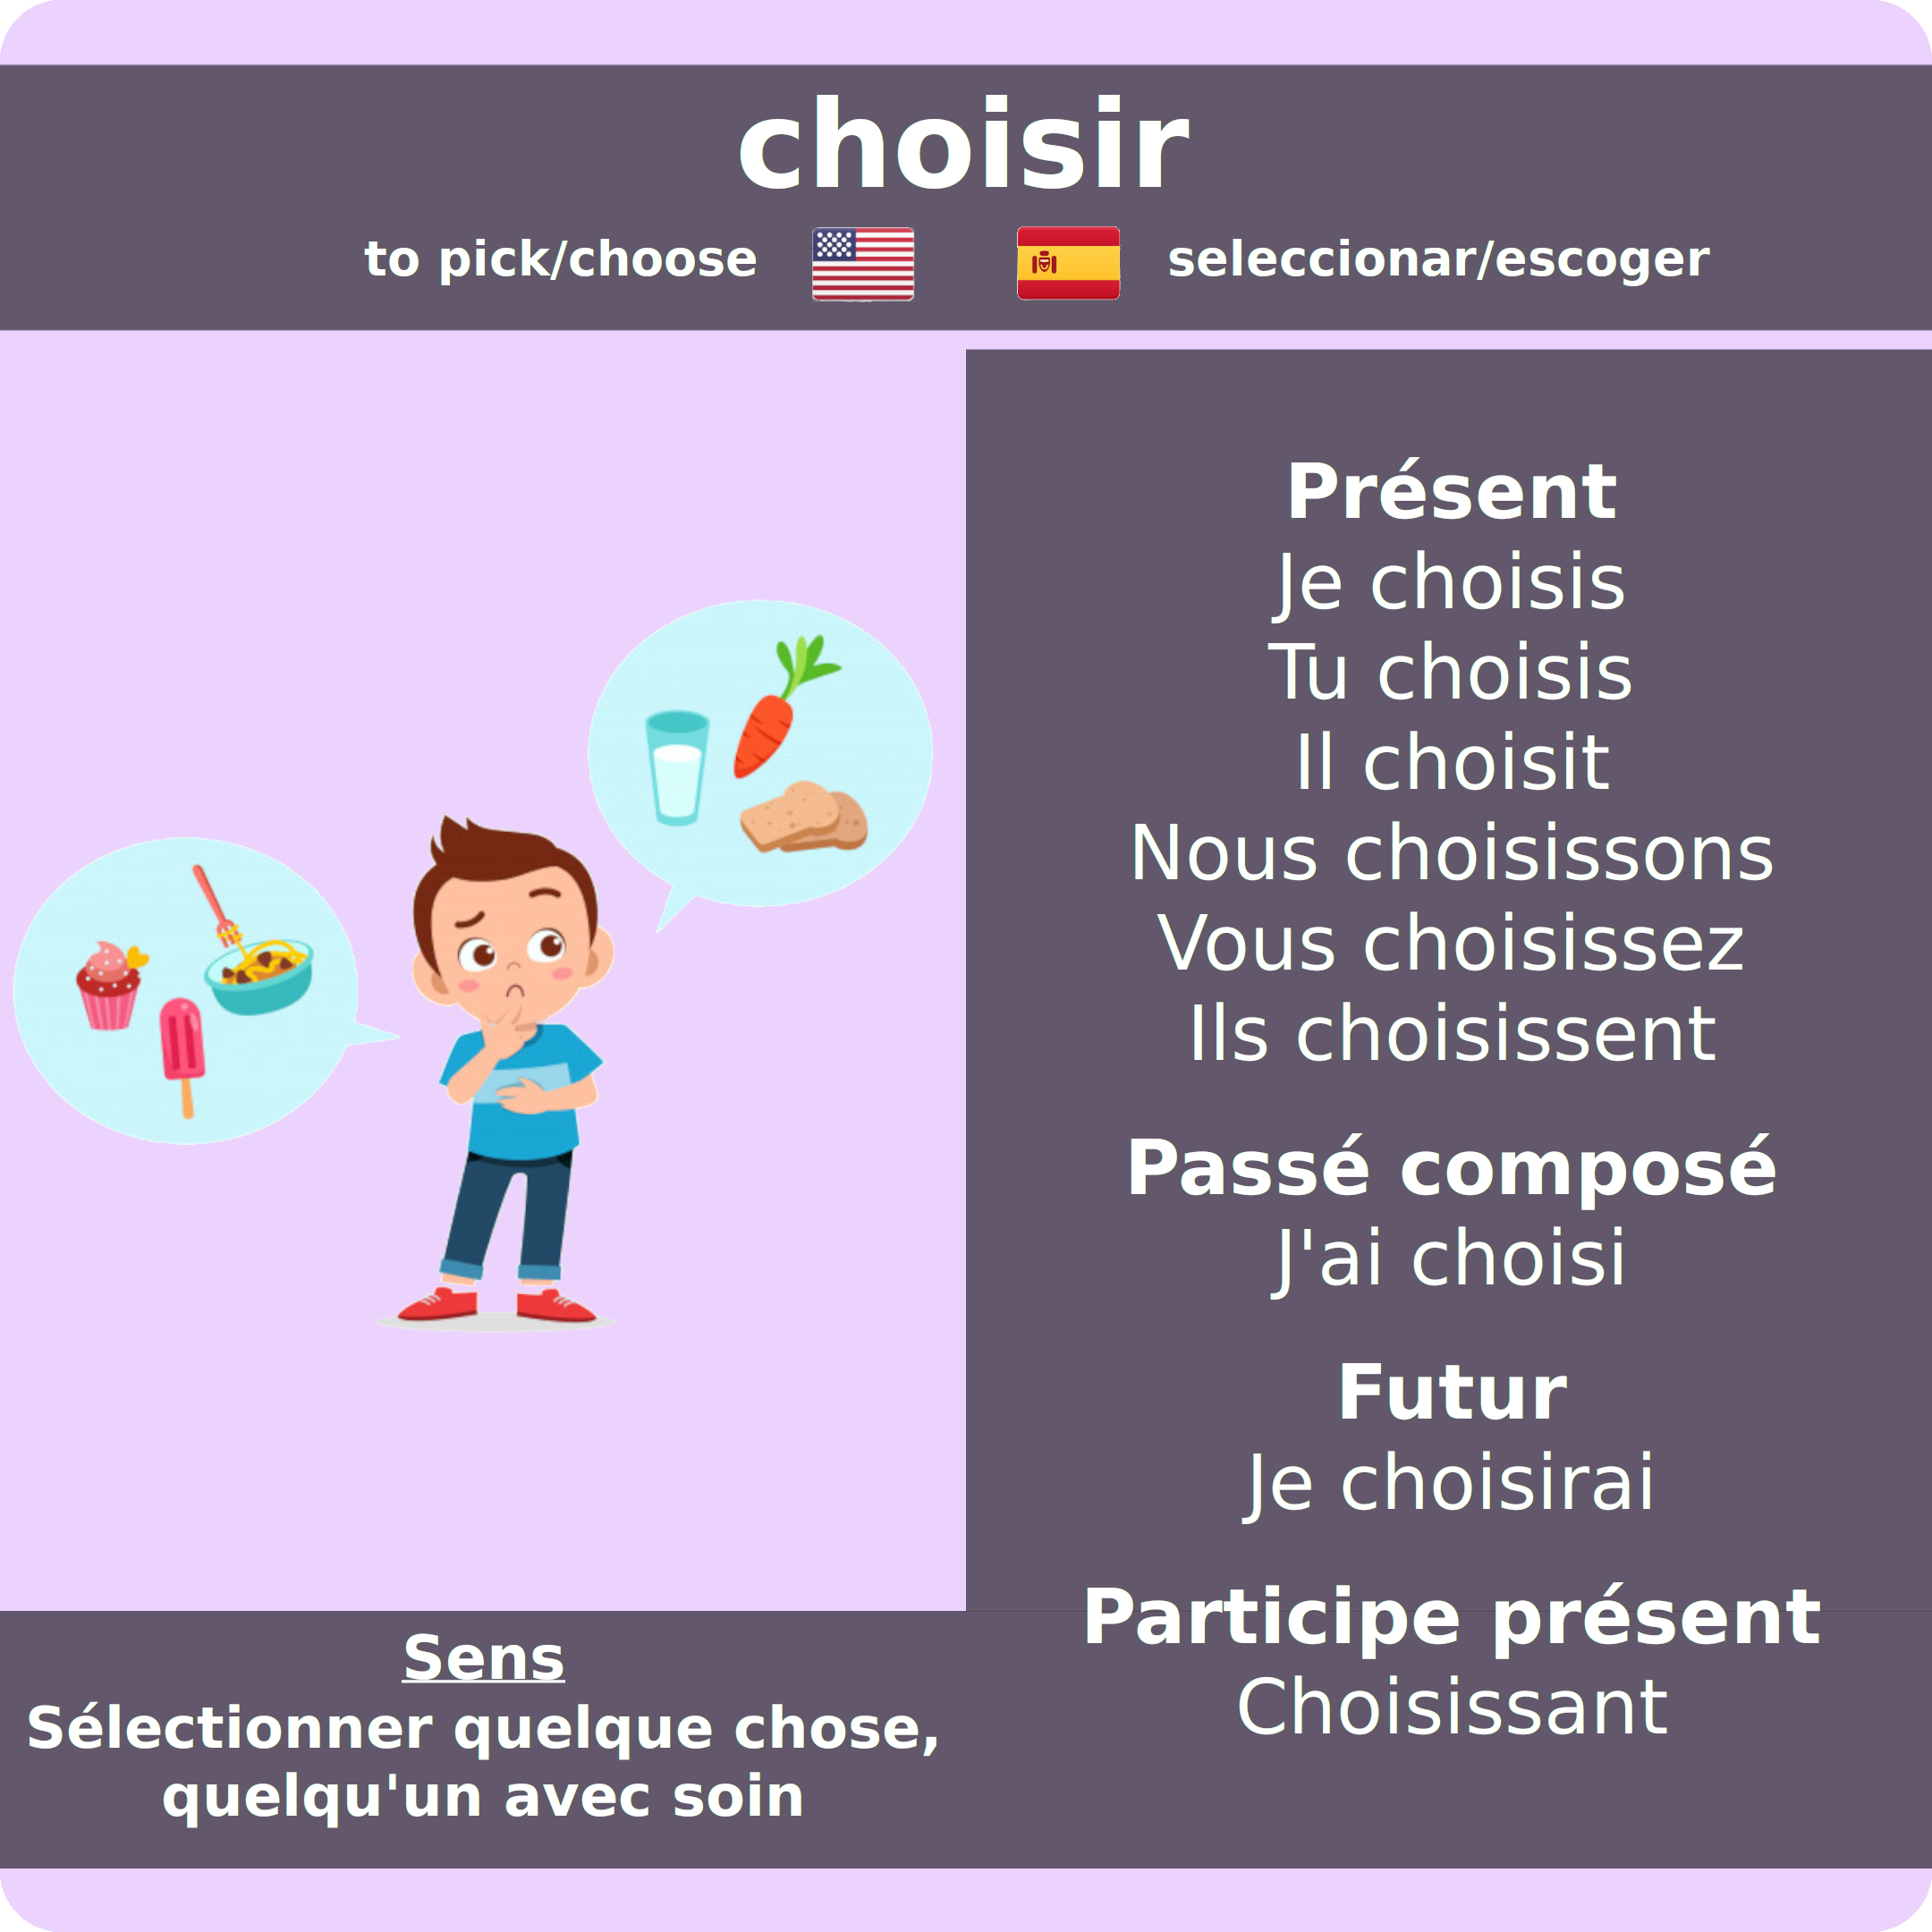 choisir
to pick/choose
seleccionar/escoger
Présent
Je choisis
Tu choisis
Il choisit
Nous choisissons
Vous choisissez
Ils choisissent
Passé composé
J'ai choisi
Futur
Je choisirai
Participe présent
Choisissant
Sens
Sélectionner quelque chose,
quelqu'un avec soin